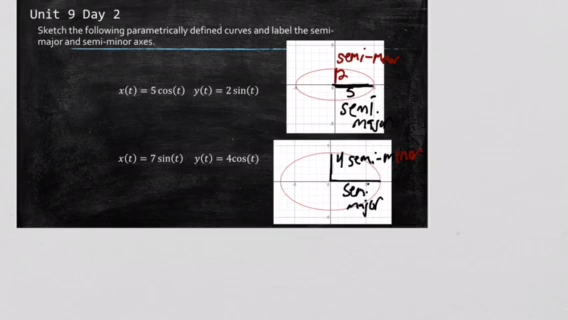 Unit 9 Day 2
Sketch the following parametrically defined curves and label the semi-
major and semi-minor axes.
semi-minor
2
x(t) = 5 cos(t) y(t) = 2 sin(t)
5
semi-
major
x(t) = 7 sin(t) y(t) = 4cos(t)
4 semi-minor
semi
major